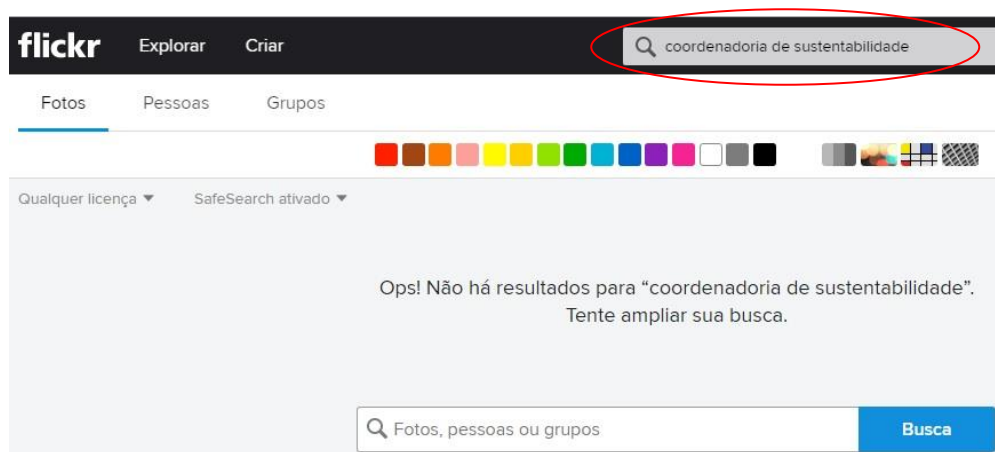 flickr Explorar Criar coordenadoria de sustentabilidade
Fotos Pessoas Grupos
Qualquer licença SafeSearch ativado
Ops! Não há resultados para “coordenadoria de sustentabilidade”.
Tente ampliar sua busca.
Fotos, pessoas ou grupos Busca